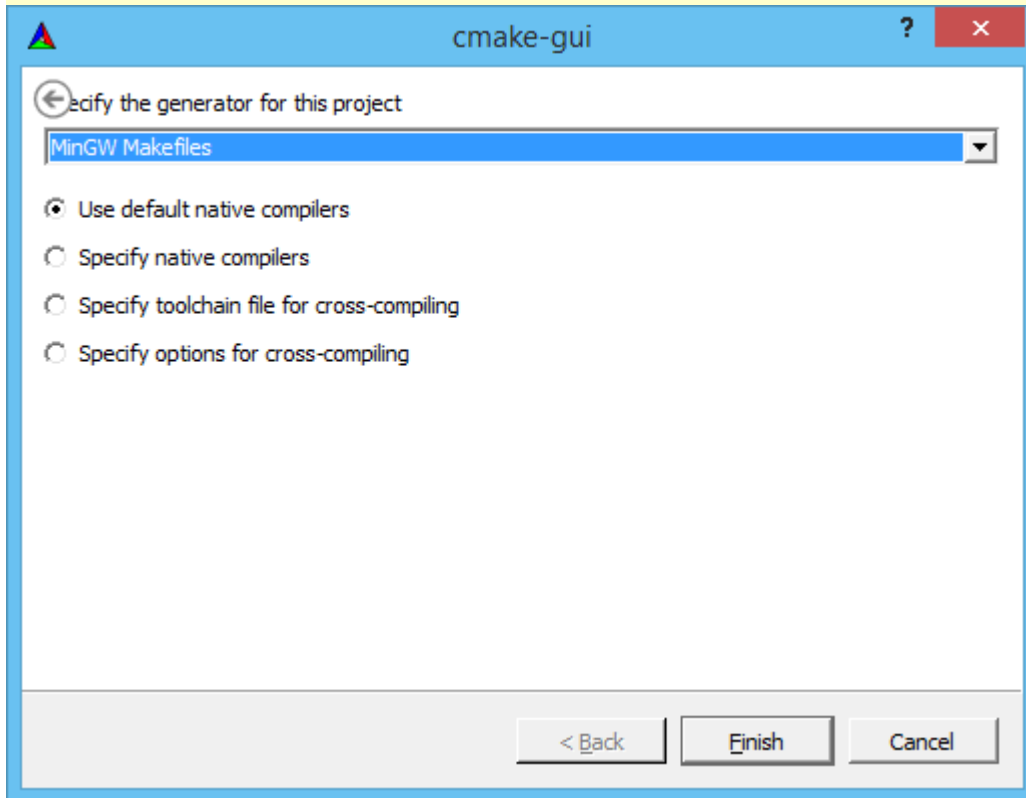 cmake-gui
?
ecify the generator for this project
MinGW Makefiles
Use default native compilers
Specify native compilers
Specify toolchain file for cross-compiling
Specify options for cross-compiling
< Back Finish Cancel